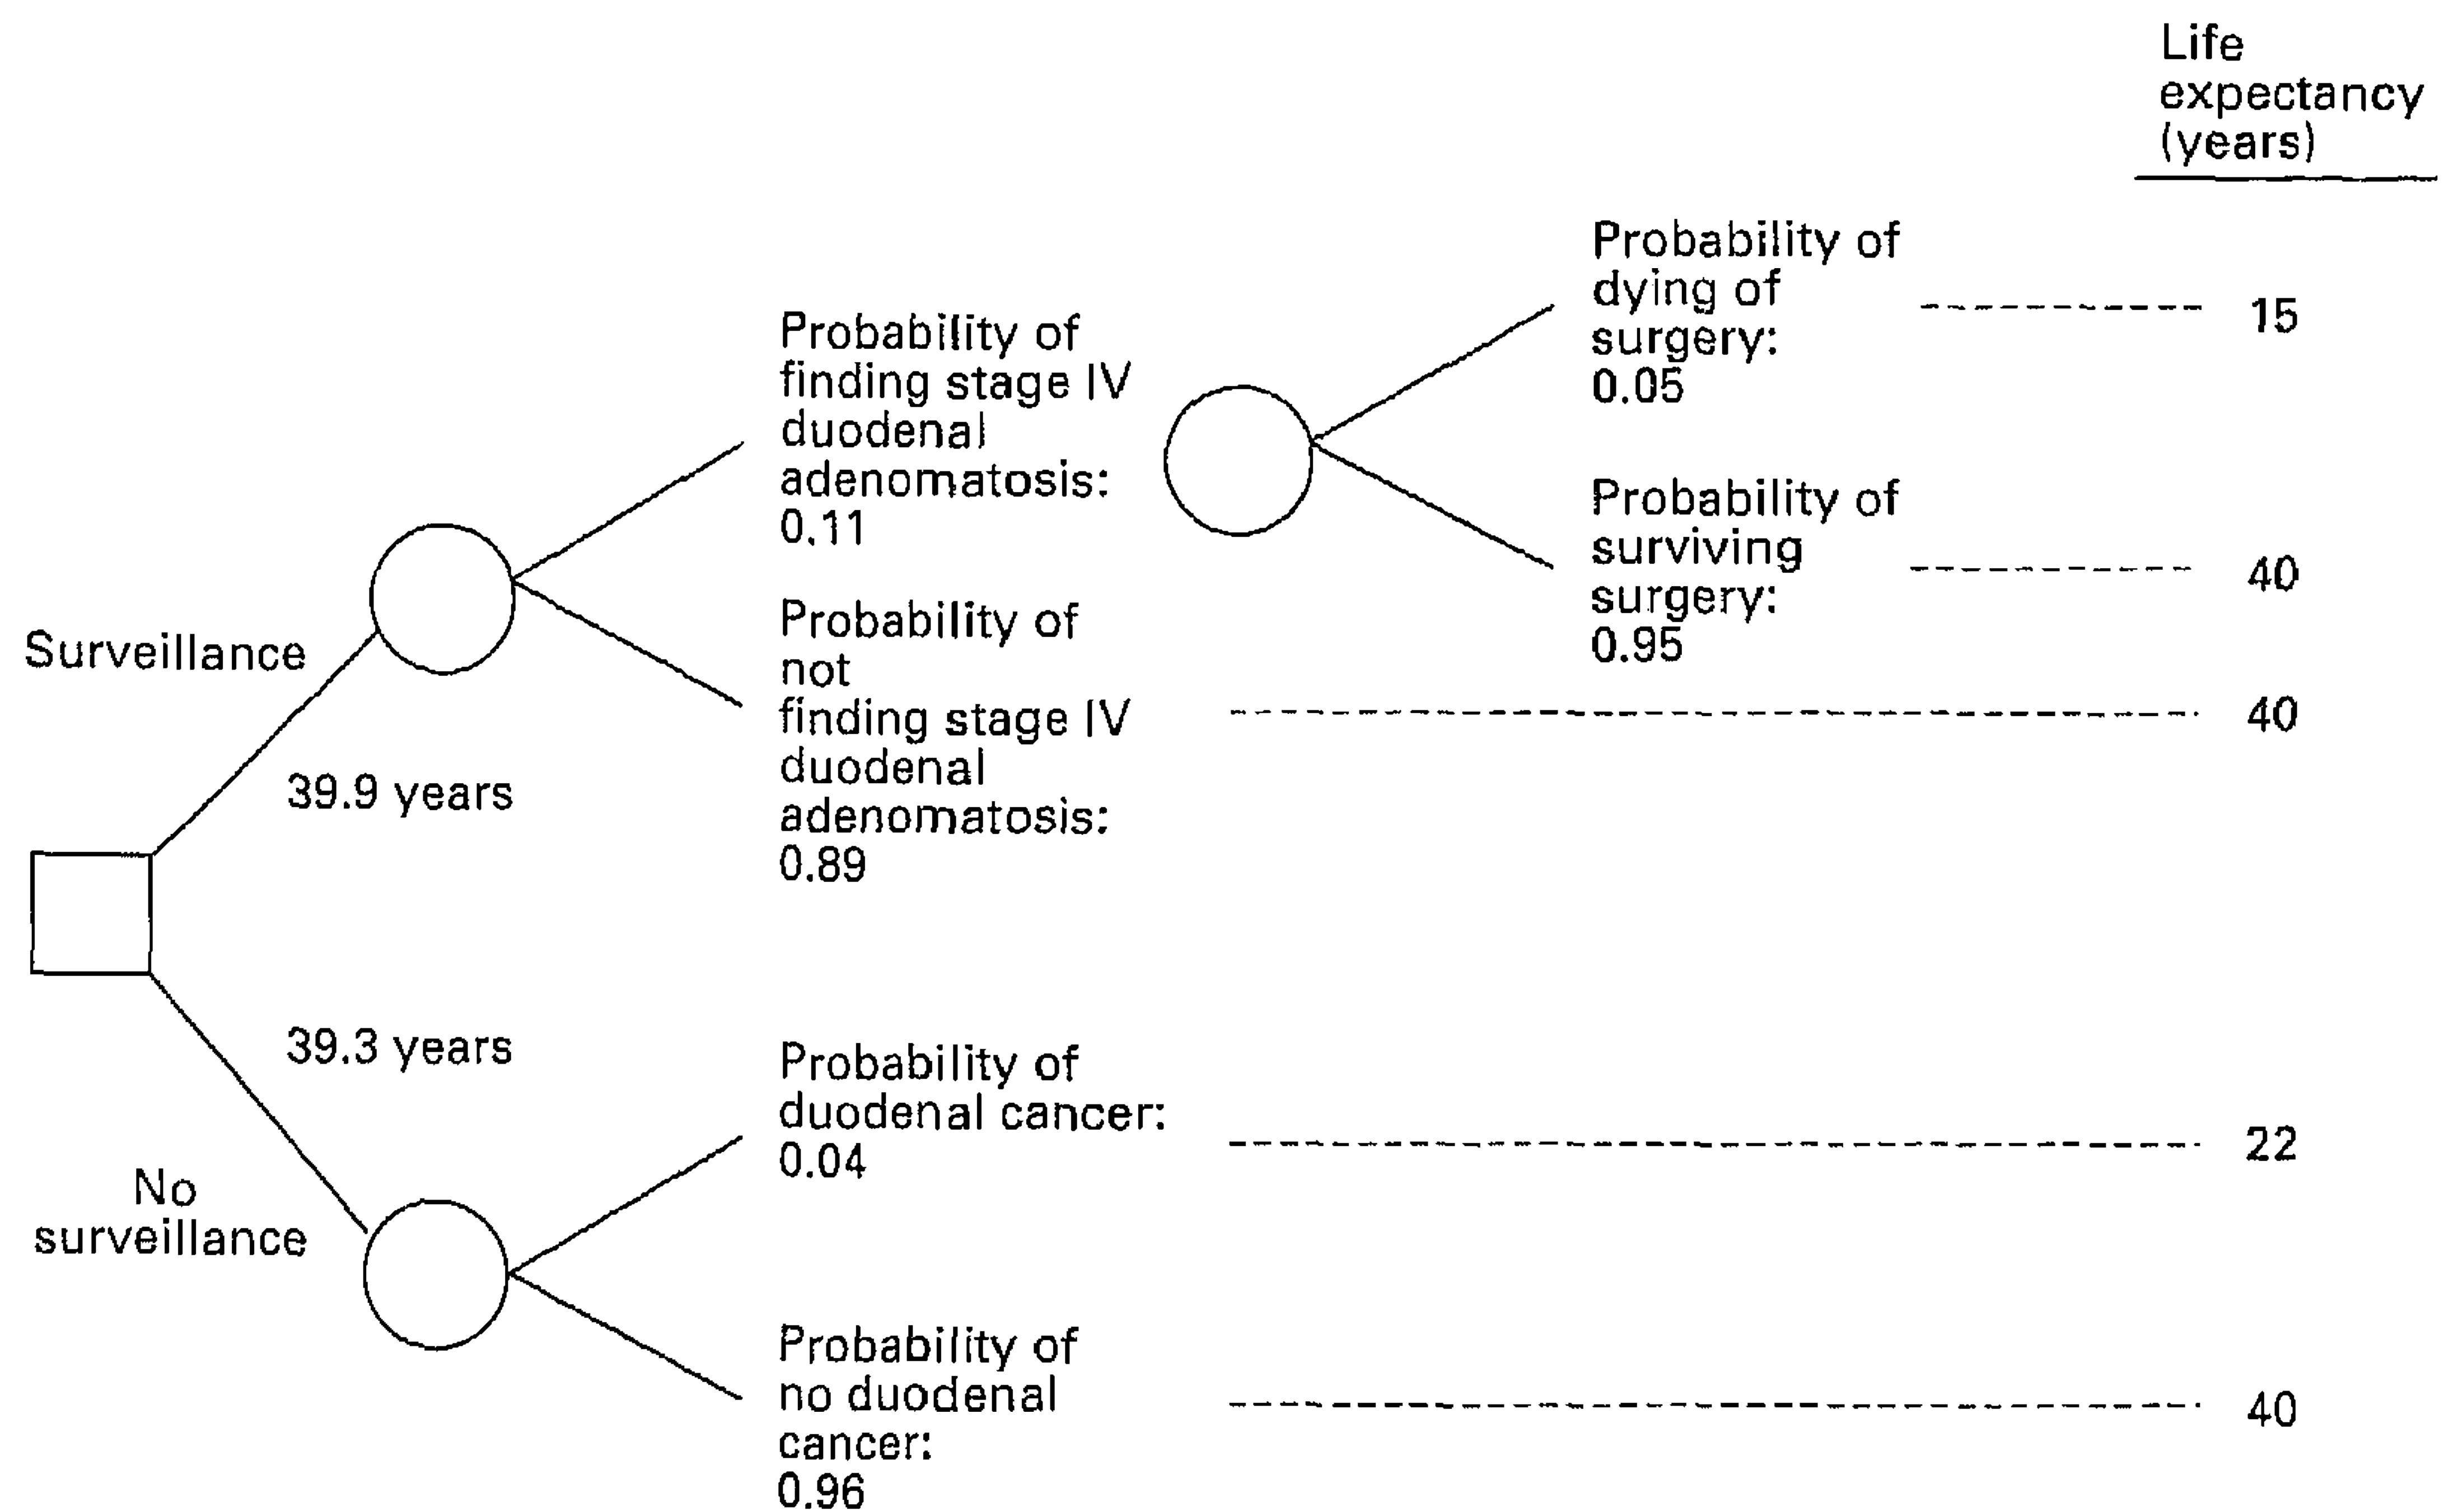 Life
expectancy
(years)
Probability of
dying of
surgery:
0.05
15
Probability of
finding stage IV
duodenal
adenomatosis:
0.11
Probability of
surviving
surgery:
0.95
40
Surveillance
Probability of
not
finding stage IV
duodenal
adenomatosis:
0.89
40
39.9 years
39.3 years
Probability of
duodenal cancer:
0.04
22
No
surveillance
Probability of
no duodenal
cancer:
0.96
40